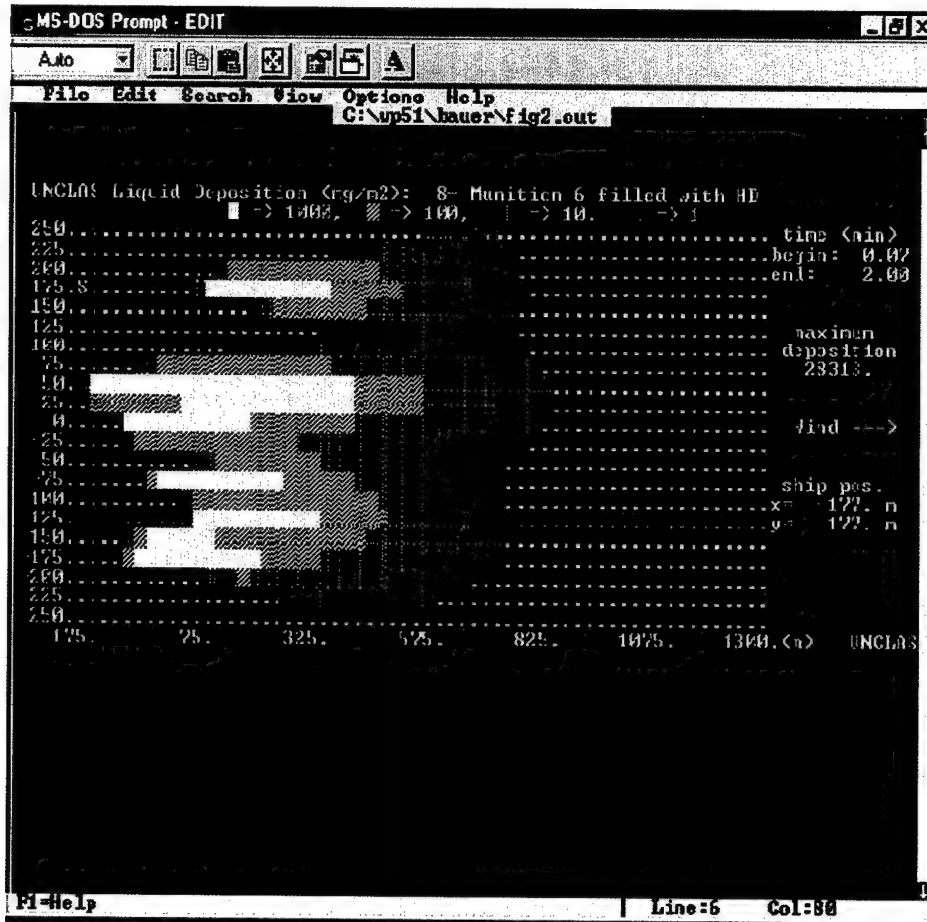 MS-DOS Prompt - EDIT
Auto
A
File Edit Search View Options Help
C:\vp51\bauer\fig2.out
UNCLAS Liquid Deposition (mg/m2): 8- Munition 6 filled with HD
-> 1000, -> 100, -> 10. -> 1
250 time (min)
225 begin: 0.07
200 end: 2.00
175.S
150
125 maximum
100 deposition
75 28313.
50
25
0 Wind --->
25
50
75 ship pos.
100 x= 177. m
125 y= 177. m
150
175
200
225
250
175. 75. 325. 575. 825. 1075. 1300.(m) UNCLAS
F1=Help Line:6 Col:80